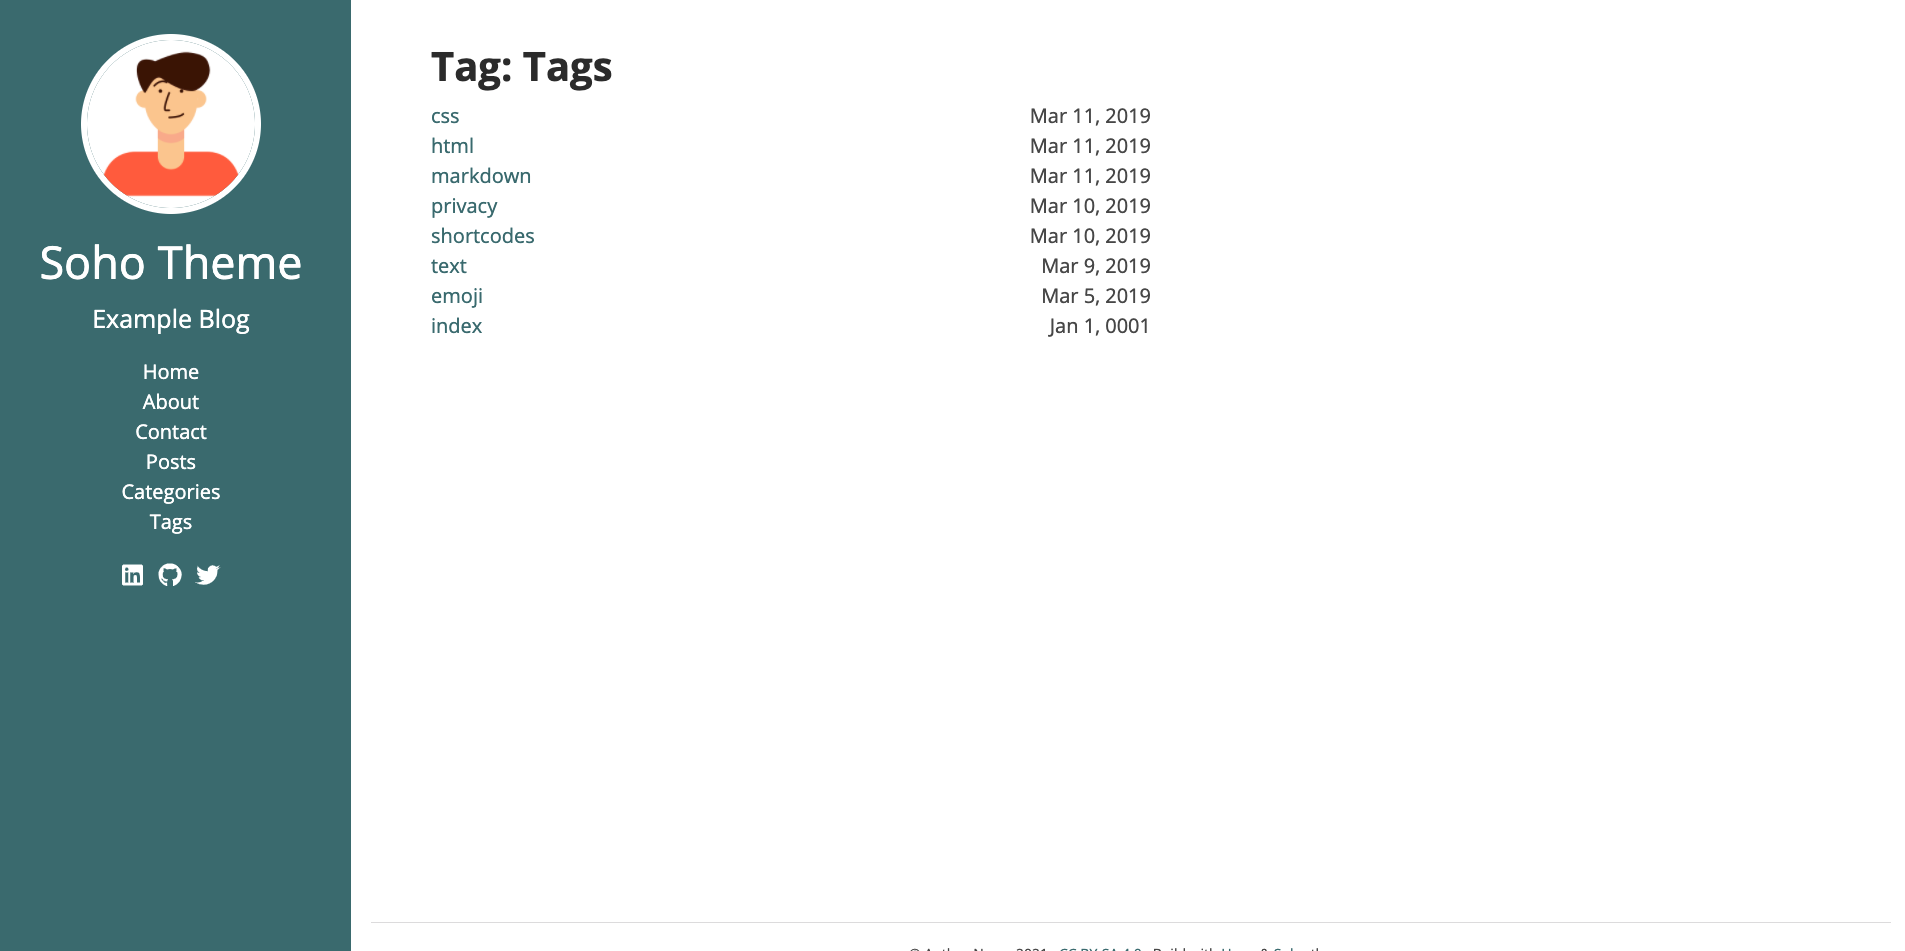 Soho Theme
Example Blog
Home
About
Contact
Posts
Categories
Tags
Tag: Tags
css Mar 11, 2019
html Mar 11, 2019
markdown Mar 11, 2019
privacy Mar 10, 2019
shortcodes Mar 10, 2019
text Mar 9, 2019
emoji Mar 5, 2019
index Jan 1, 0001